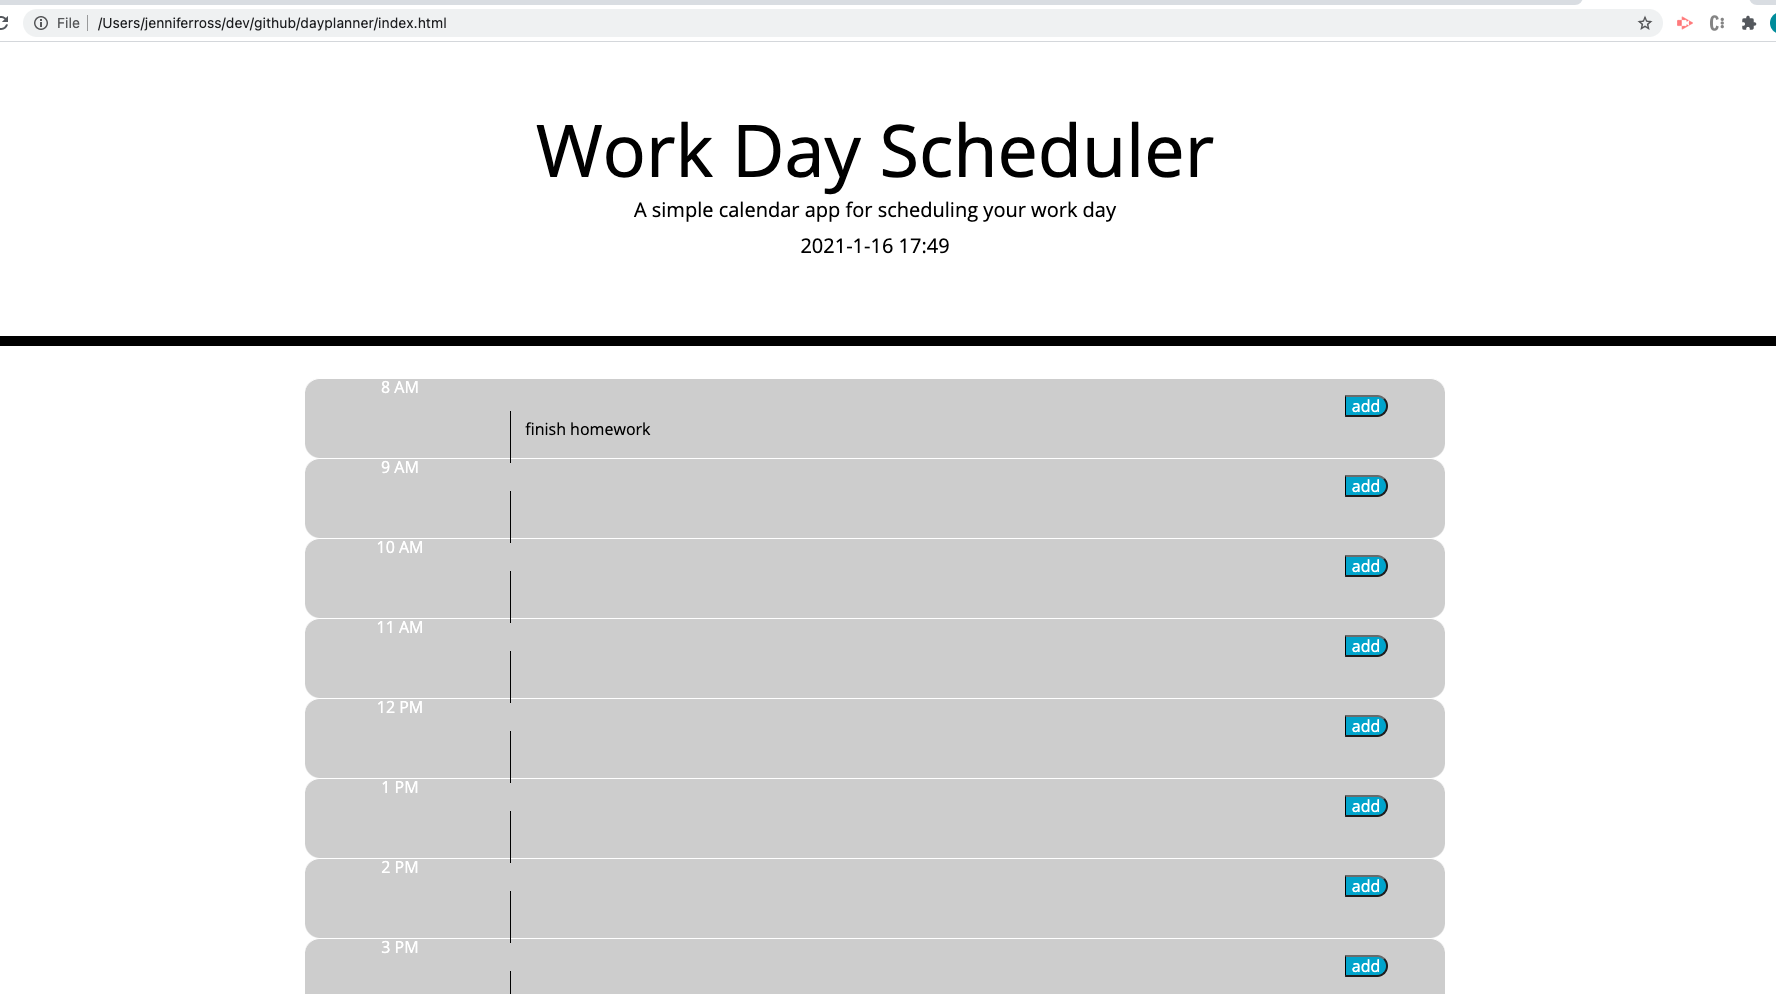 File /Users/jenniferross/dev/github/dayplanner/index.html
Work Day Scheduler
A simple calendar app for scheduling your work day
2021-1-16 17:49
8 AM
add
finish homework
9 AM
add
10 AM
add
11 AM
add
12 PM
add
1 PM
add
2 PM
add
3 PM
add